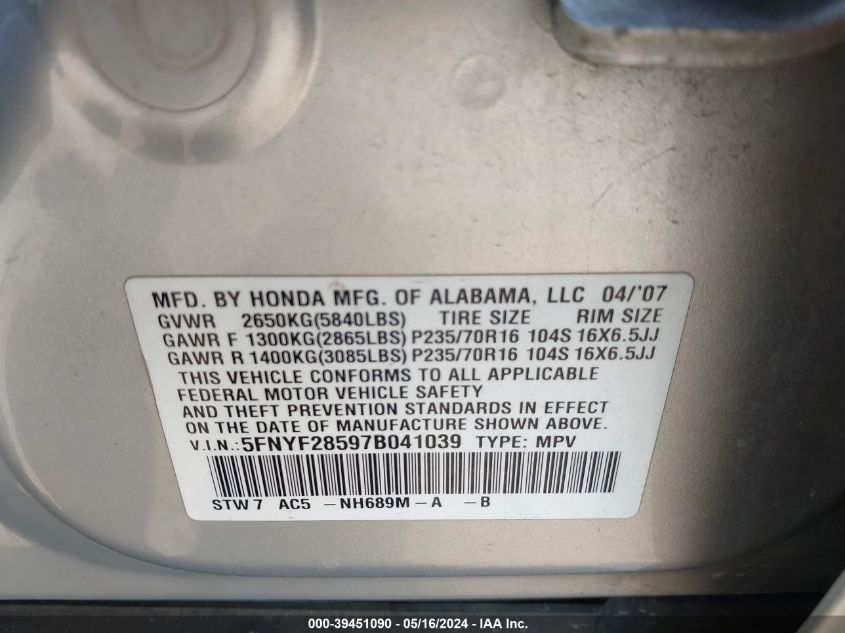 MFD. BY HONDA MFG. OF ALABAMA, LLC 04/'07
GVWR 2650KG(5840LBS) TIRE SIZE RIM SIZE
GAWR F 1300KG(2865LBS) P235/70R16 104S 16X6.5JJ
GAWR R 1400KG(3085LBS) P235/70R16 104S 16X6.5JJ
THIS VEHICLE CONFORMS TO ALL APPLICABLE
FEDERAL MOTOR VEHICLE SAFETY
AND THEFT PREVENTION STANDARDS IN EFFECT
ON THE DATE OF MANUFACTURE SHOWN ABOVE.
V.I.N.: 5FNYF28597B041039 TYPE: MPV
STW7 AC5 -NH689M-A -B
000-39451090 - 05/16/2024 - IAA Inc.